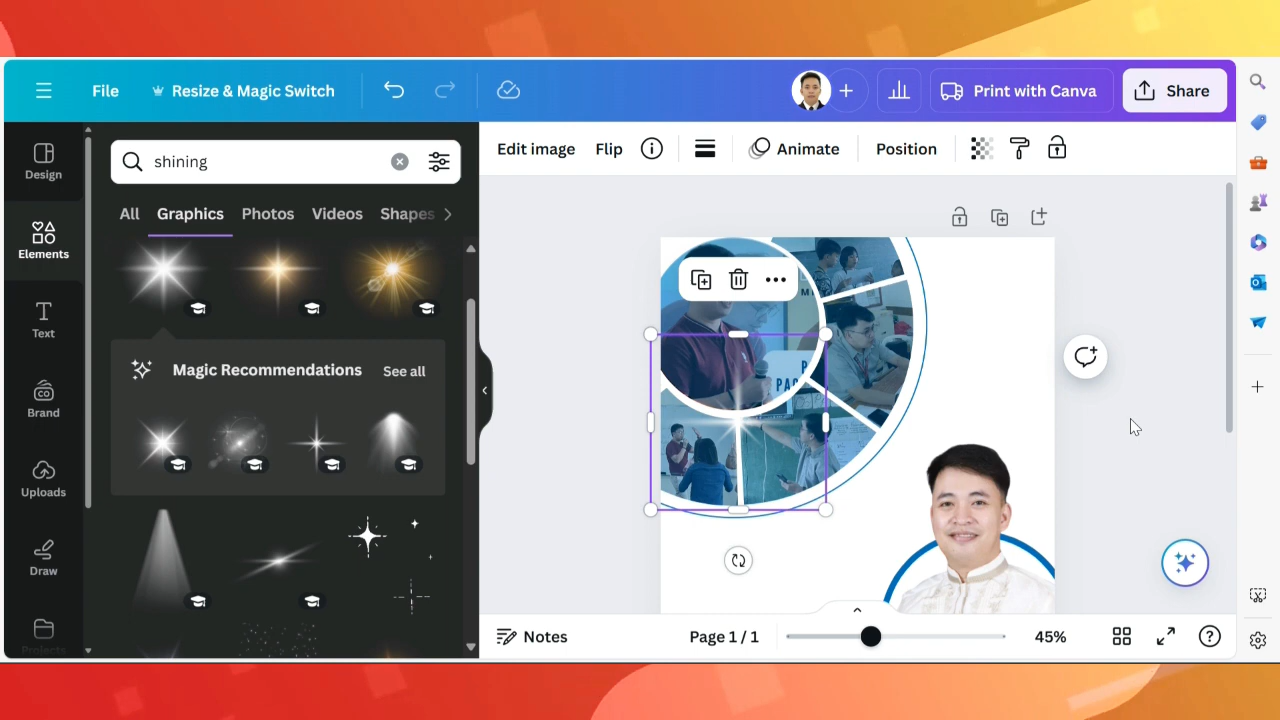 File
Resize & Magic Switch
Print with Canva
Share
Design
Elements
Text
Brand
Uploads
Draw
Projects
shining
All
Graphics
Photos
Videos
Shapes
Magic Recommendations
See all
Edit image
Flip
Animate
Position
Notes
Page 1 / 1
45%